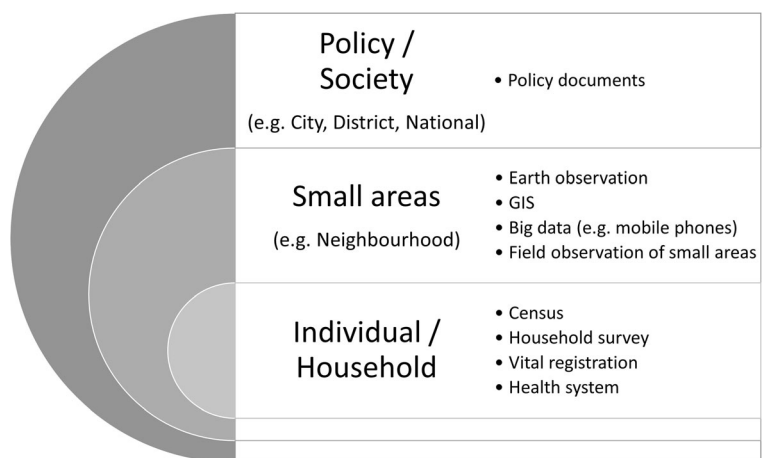 Policy /
Society
(e.g. City, District, National)
• Policy documents
Small areas
(e.g. Neighbourhood)
• Earth observation
• GIS
• Big data (e.g. mobile phones)
• Field observation of small areas
Individual /
Household
• Census
• Household survey
• Vital registration
• Health system